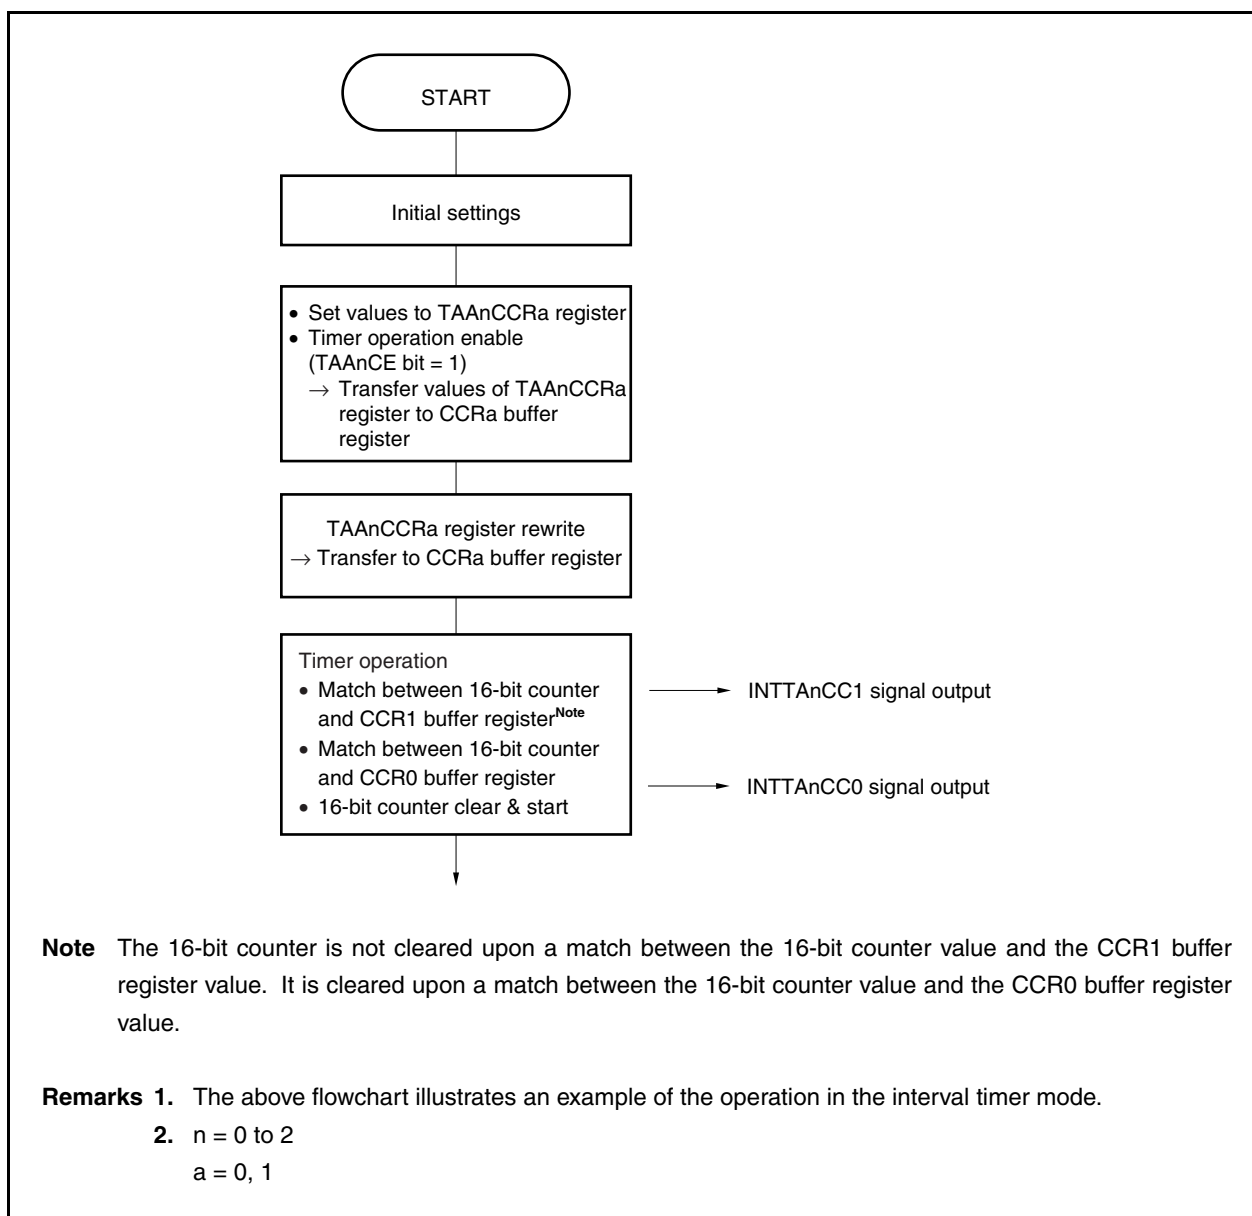 START
Initial settings
• Set values to TAAnCCRa register
• Timer operation enable
(TAAnCE bit = 1)
→ Transfer values of TAAnCCRa
register to CCRa buffer
register
TAAnCCRa register rewrite
→ Transfer to CCRa buffer register
Timer operation
• Match between 16-bit counter
and CCR1 buffer registerNote
INTTAnCC1 signal output
• Match between 16-bit counter
and CCR0 buffer register
INTTAnCC0 signal output
• 16-bit counter clear & start
Note The 16-bit counter is not cleared upon a match between the 16-bit counter value and the CCR1 buffer
register value. It is cleared upon a match between the 16-bit counter value and the CCR0 buffer register
value.
Remarks 1. The above flowchart illustrates an example of the operation in the interval timer mode.
2. n = 0 to 2
a = 0, 1